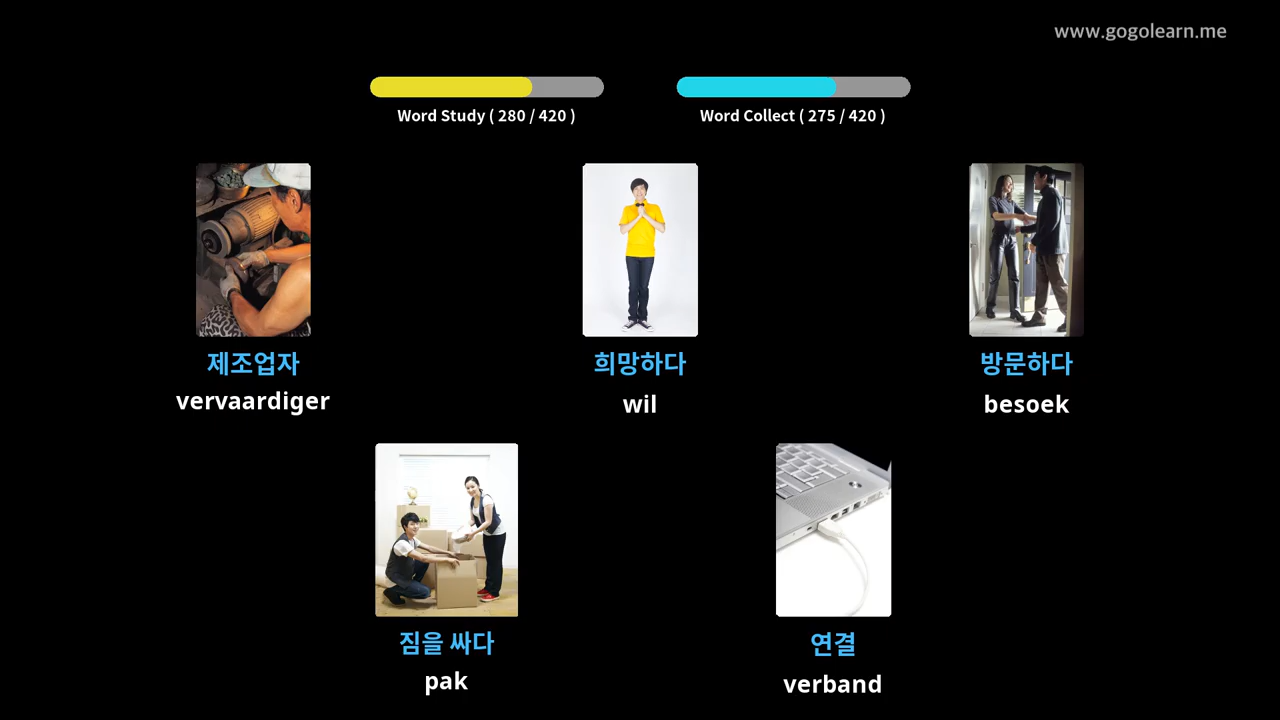 www.gogolearn.me
Word Study ( 280 / 420 )
Word Collect ( 275 / 420 )
제조업자
vervaardiger
희망하다
wil
방문하다
besoek
짐을 싸다
pak
연결
verband